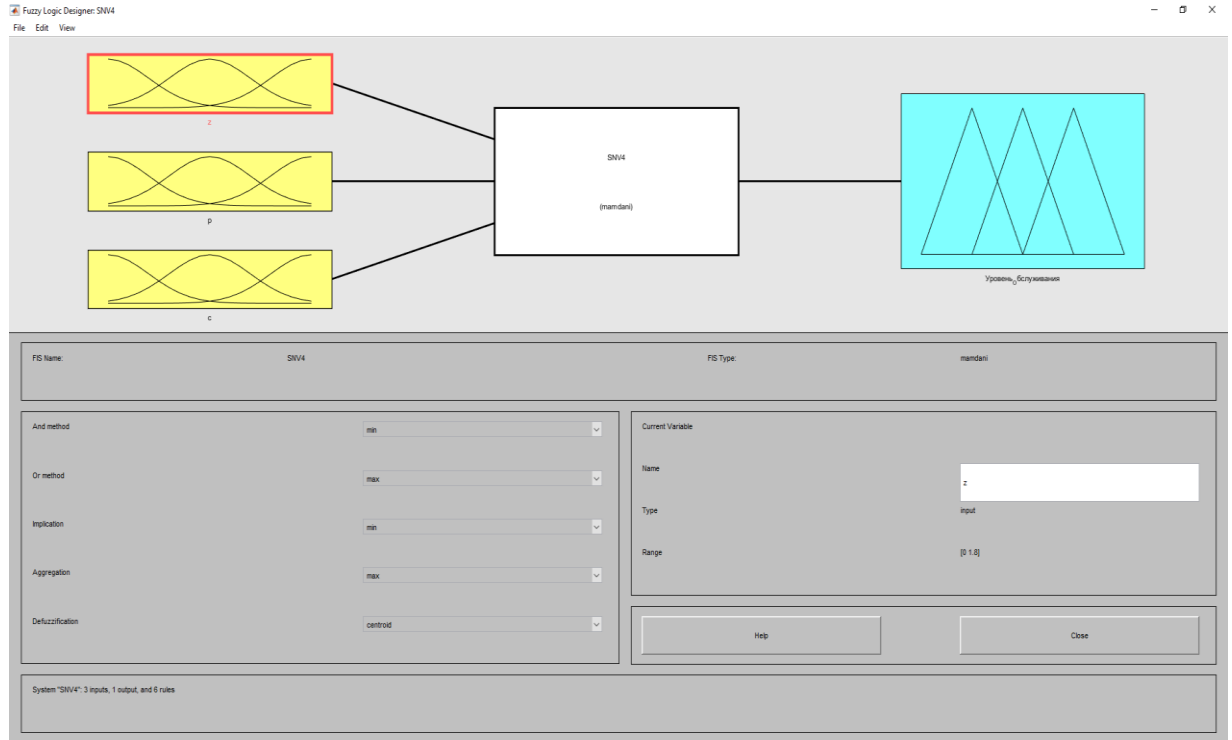 Fuzzy Logic Designer: SNV4
File Edit View
z
p
c
SNV4
(mamdani)
Уровень_обслуживания
FIS Name: SNV4 FIS Type: mamdani
And method min
Or method max
Implication min
Aggregation max
Defuzzification centroid
Current Variable
Name z
Type input
Range [0 1.8]
Help Close
System "SNV4": 3 inputs, 1 output, and 6 rules